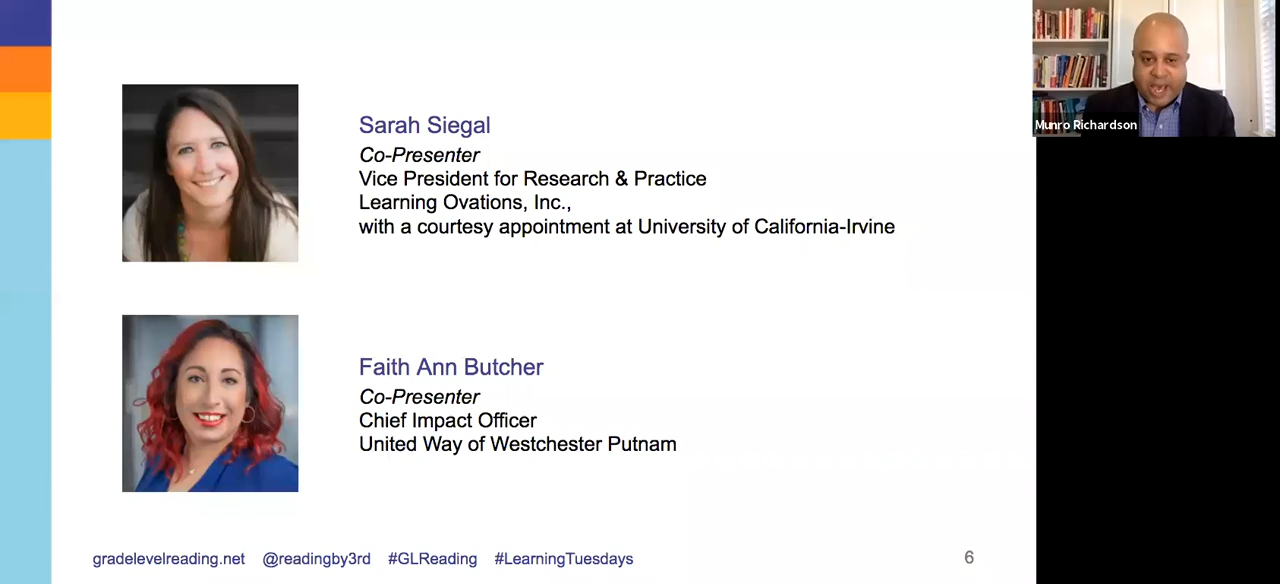 Sarah Siegal
Co-Presenter
Vice President for Research & Practice
Learning Ovations, Inc.,
with a courtesy appointment at University of California-Irvine
Faith Ann Butcher
Co-Presenter
Chief Impact Officer
United Way of Westchester Putnam
gradelevelreading.net @readingby3rd #GLReading #LearningTuesdays
6
Munro Richardson